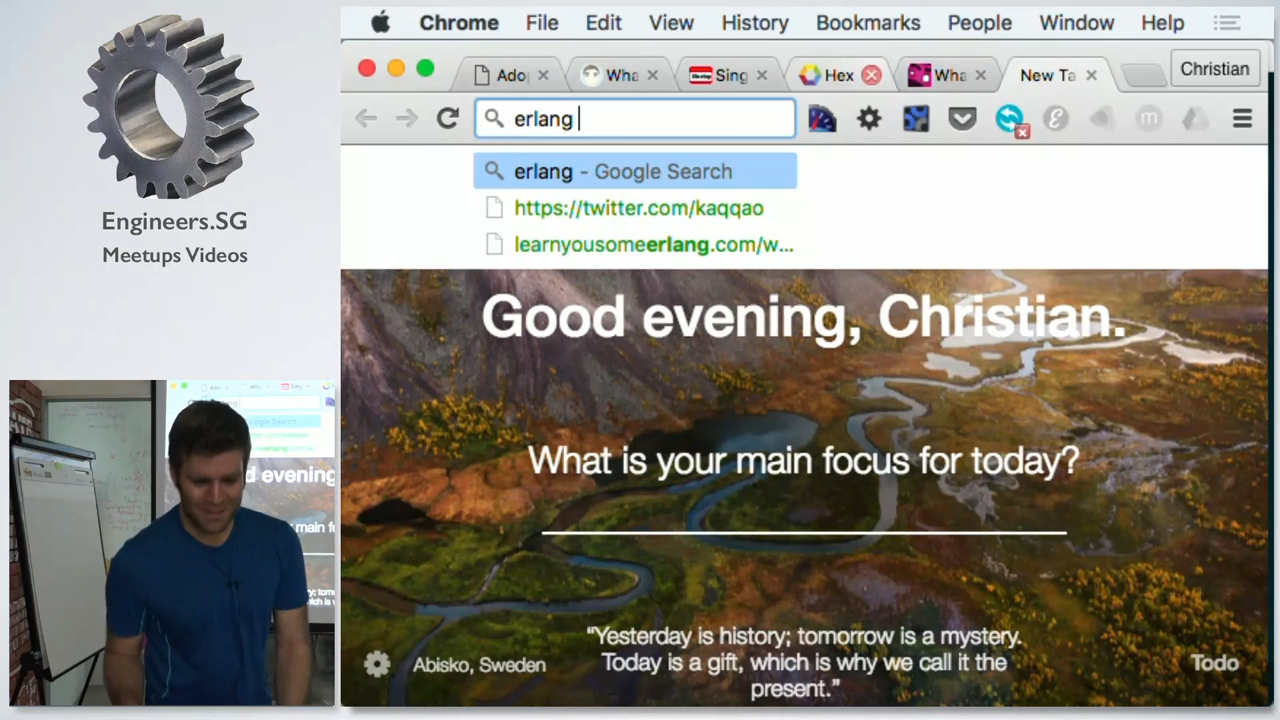 Engineers.SG
Meetups Videos
Chrome File Edit View History Bookmarks People Window Help
Ado Wha Sing Hex Wha New Ta Christian
erlang
erlang - Google Search
https://twitter.com/kaqqao
learnyousomeerlang.com/w...
Good evening, Christian.
What is your main focus for today?
“Yesterday is history; tomorrow is a mystery.
Today is a gift, which is why we call it the
present.”
Abisko, Sweden
Todo